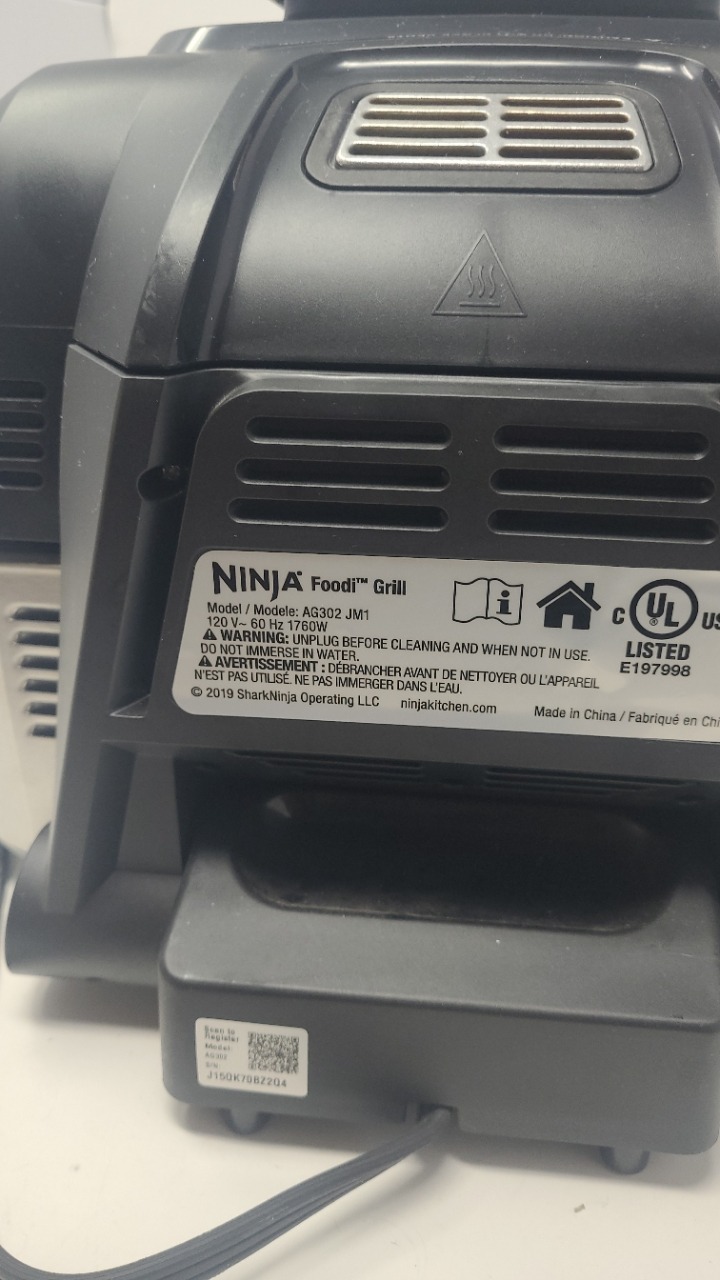 NINJA Foodi™ Grill
Model / Modele: AG302 JM1
120 V~ 60 Hz 1760W
⚠ WARNING: UNPLUG BEFORE CLEANING AND WHEN NOT IN USE.
DO NOT IMMERSE IN WATER.
⚠ AVERTISSEMENT : DÉBRANCHER AVANT DE NETTOYER OU L'APPAREIL
N'EST PAS UTILISÉ. NE PAS IMMERGER DANS L'EAU.
© 2019 SharkNinja Operating LLC ninjakitchen.com Made in China / Fabriqué en Chi
i
C UL US
LISTED
E197998
Scan to
Register
Model:
AG302
S/N:
J15QK70BZ2Q4